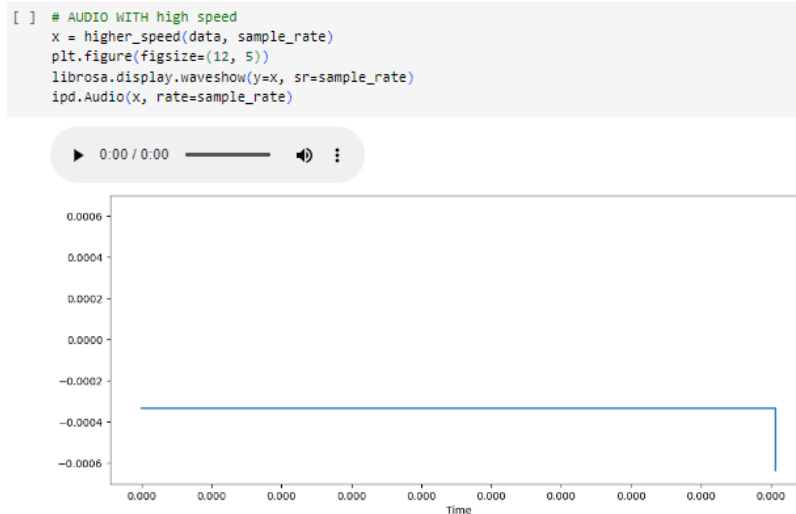 [ ] # AUDIO WITH high speed
x = higher_speed(data, sample_rate)
plt.figure(figsize=(12, 5))
librosa.display.waveshow(y=x, sr=sample_rate)
ipd.Audio(x, rate=sample_rate)
0:00 / 0:00
0.0006
0.0004
0.0002
0.0000
−0.0002
−0.0004
−0.0006
0.000 0.000 0.000 0.000 0.000 0.000 0.000 0.000 0.000 0.000
Time